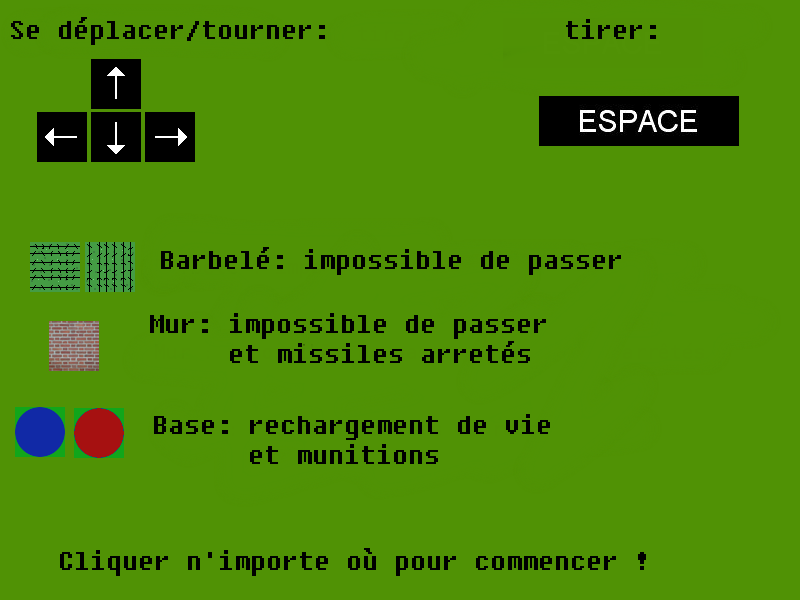 Se déplacer/tourner:
tirer:
↑
← ↓ →
ESPACE
Barbelé: impossible de passer
Mur: impossible de passer
et missiles arretés
Base: rechargement de vie
et munitions
Cliquer n'importe où pour commencer !